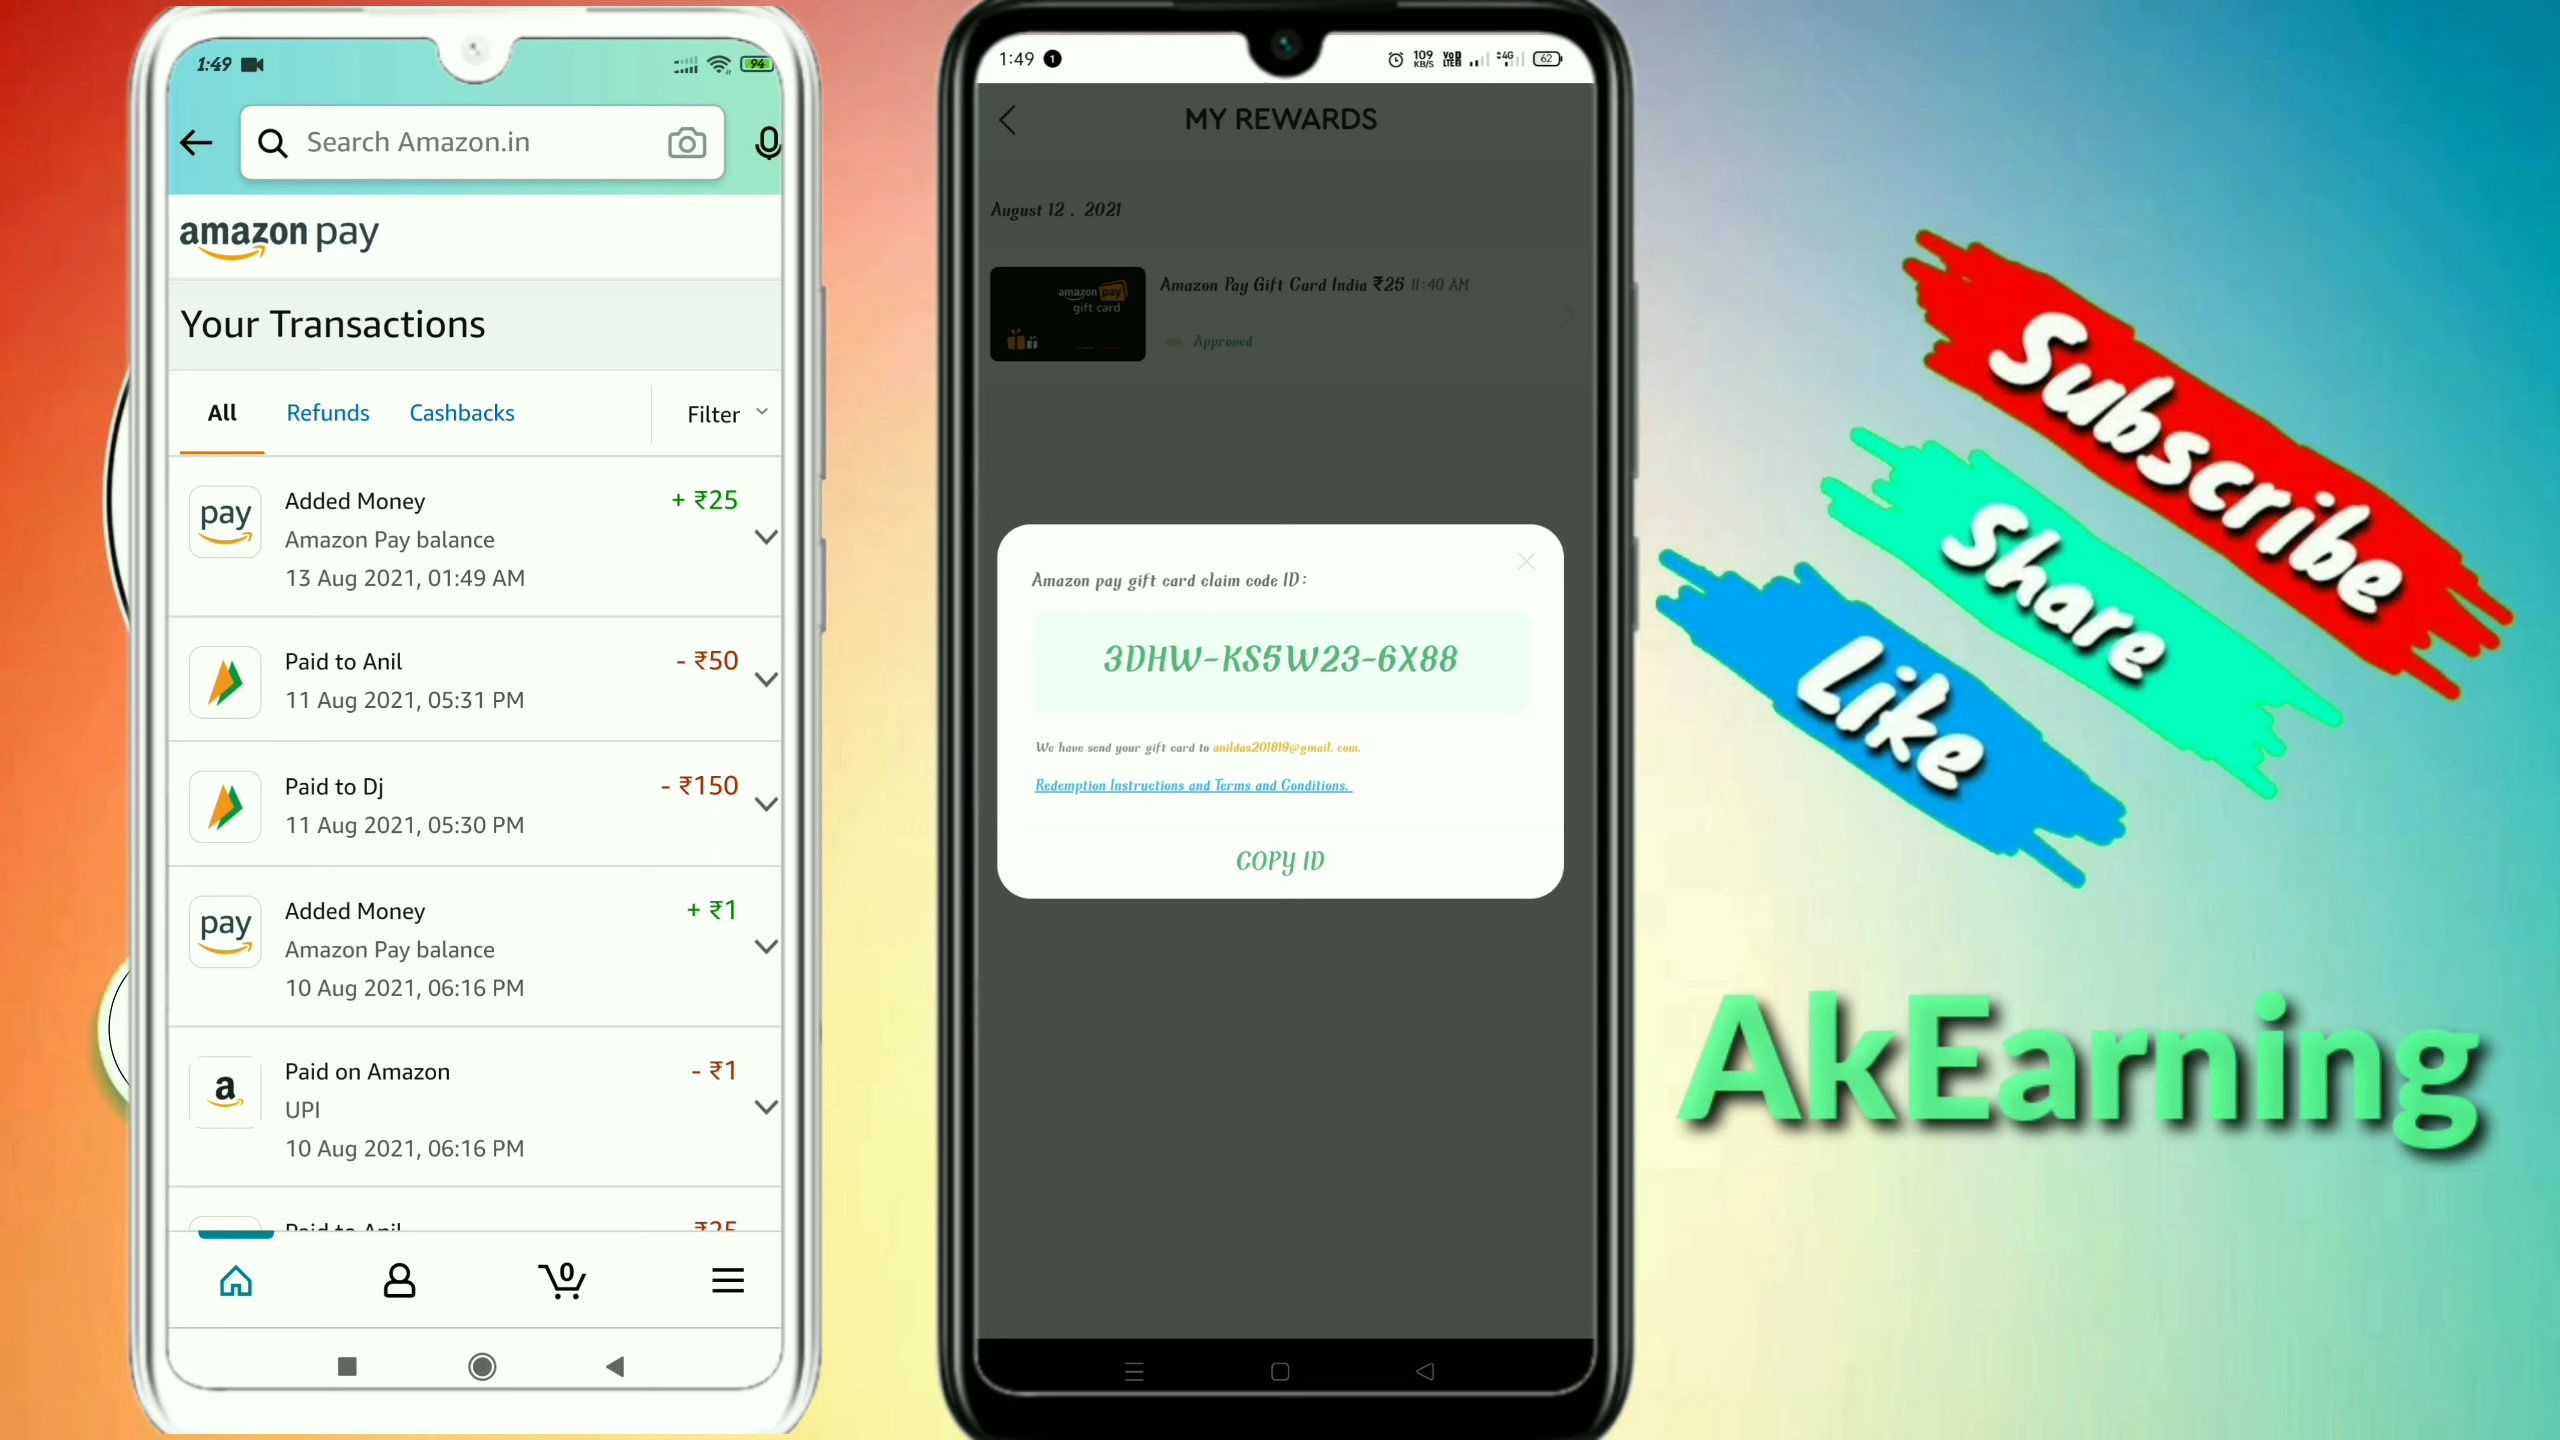 1:49
94
Search Amazon.in
amazon pay
Your Transactions
All Refunds Cashbacks Filter
pay
Added Money + ₹25
Amazon Pay balance
13 Aug 2021, 01:49 AM
Paid to Anil - ₹50
11 Aug 2021, 05:31 PM
Paid to Dj - ₹150
11 Aug 2021, 05:30 PM
pay
Added Money + ₹1
Amazon Pay balance
10 Aug 2021, 06:16 PM
a
Paid on Amazon - ₹1
UPI
10 Aug 2021, 06:16 PM
Paid to Anil ₹25
0
1:49 1 109 KB/S VoD LTE 4G 62
MY REWARDS
August 12 , 2021
amazon pay
gift card
Amazon Pay Gift Card India ₹25 11:40 AM
Approved
Amazon pay gift card claim code ID:
3DHW-KS5W23-6X88
We have send your gift card to anildas201819@gmail. com.
Redemption Instructions and Terms and Conditions.
COPY ID
Subscribe
Share
Like
AkEarning